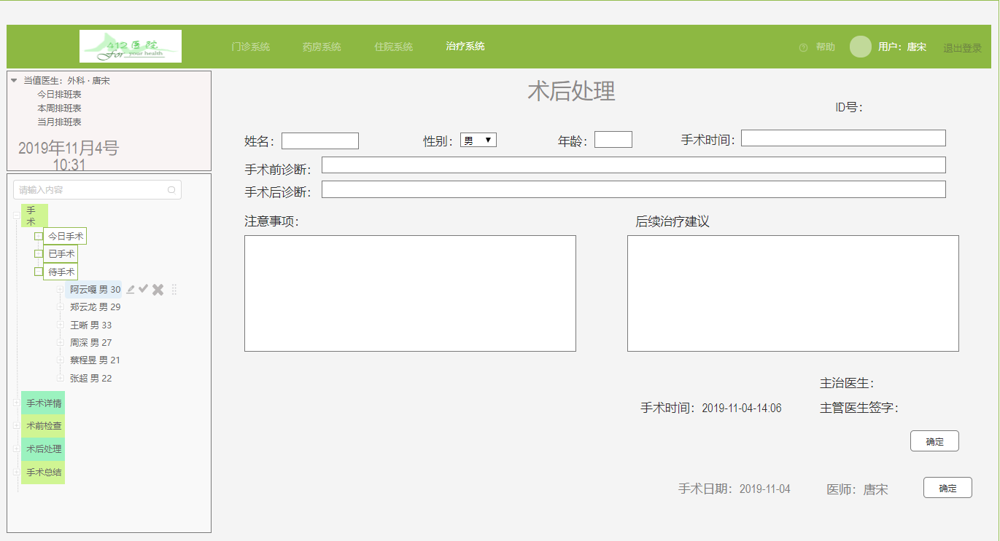 412医院
For your health
门诊系统 药房系统 住院系统 治疗系统
帮助 用户：唐宋 退出登录
当值医生：外科 · 唐宋
今日排班表
本周排班表
当月排班表
2019年11月4号
10:31
请输入内容
手
术
今日手术
已手术
待手术
阿云嘎 男 30
郑云龙 男 29
王晰 男 33
周深 男 27
蔡程昱 男 21
张超 男 22
手术详情
术前检查
术后处理
手术总结
术后处理
ID号：
姓名： 性别： 男 年龄： 手术时间：
手术前诊断：
手术后诊断：
注意事项： 后续治疗建议
主治医生：
手术时间：2019-11-04-14:06 主管医生签字：
确定
手术日期：2019-11-04 医师：唐宋 确定